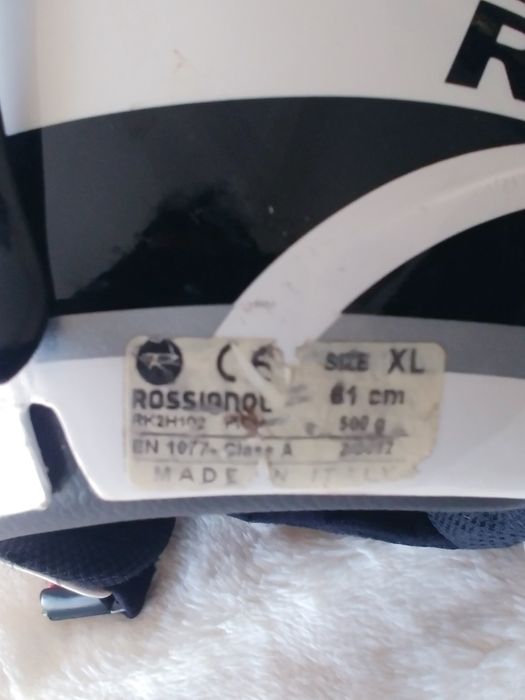 R
CE SIZE XL
ROSSIGNOL 61 cm
RK2H102 500 g
EN 1077- Class A
MADE IN ITALY